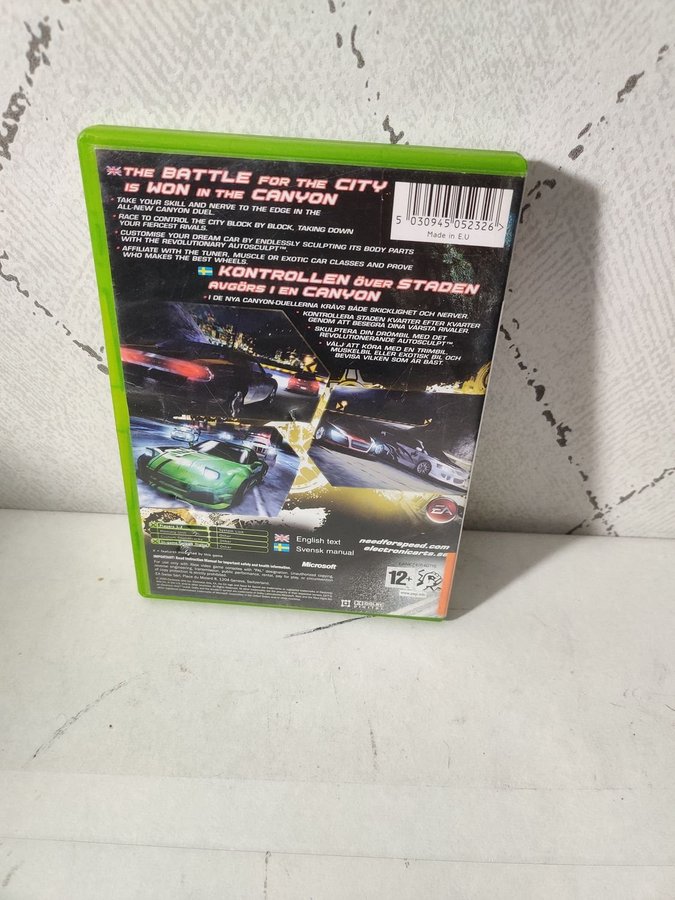 THE BATTLE FOR THE CITY
IS WON IN THE CANYON
• TAKE YOUR SKILL AND NERVE TO THE EDGE IN THE
ALL-NEW CANYON DUEL.
• RACE TO CONTROL THE CITY BLOCK BY BLOCK, TAKING DOWN
YOUR FIERCEST RIVALS.
• CUSTOMISE YOUR DREAM CAR BY ENDLESSLY SCULPTING ITS BODY PARTS
WITH THE REVOLUTIONARY AUTOSCULPT™
• AFFILIATE WITH THE TUNER, MUSCLE OR EXOTIC CAR CLASSES AND PROVE
WHO MAKES THE BEST WHEELS.
5 030945 052326
Made in E.U
KONTROLLEN ÖVER STADEN
AVGÖRS I EN CANYON
• I DE NYA CANYON-DUELLERNA KRÄVS BÅDE SKICKLIGHET OCH NERVER.
• KONTROLLERA STADEN KVARTER EFTER KVARTER
GENOM ATT BESEGRA DINA VÄRSTA RIVALER.
• SKULPTERA DIN DRÖMBIL MED DET
REVOLUTIONERANDE AUTOSCULPT™
• VÄLJ ATT KÖRA MED EN TRIMBIL,
MUSKELBIL ELLER EXOTISK BIL OCH
BEVISA VILKEN SOM ÄR BÄST.
EA
English text
Svensk manual
needforspeed.com
electronicarts.se
Microsoft
12+
DOLBY
DIGITAL